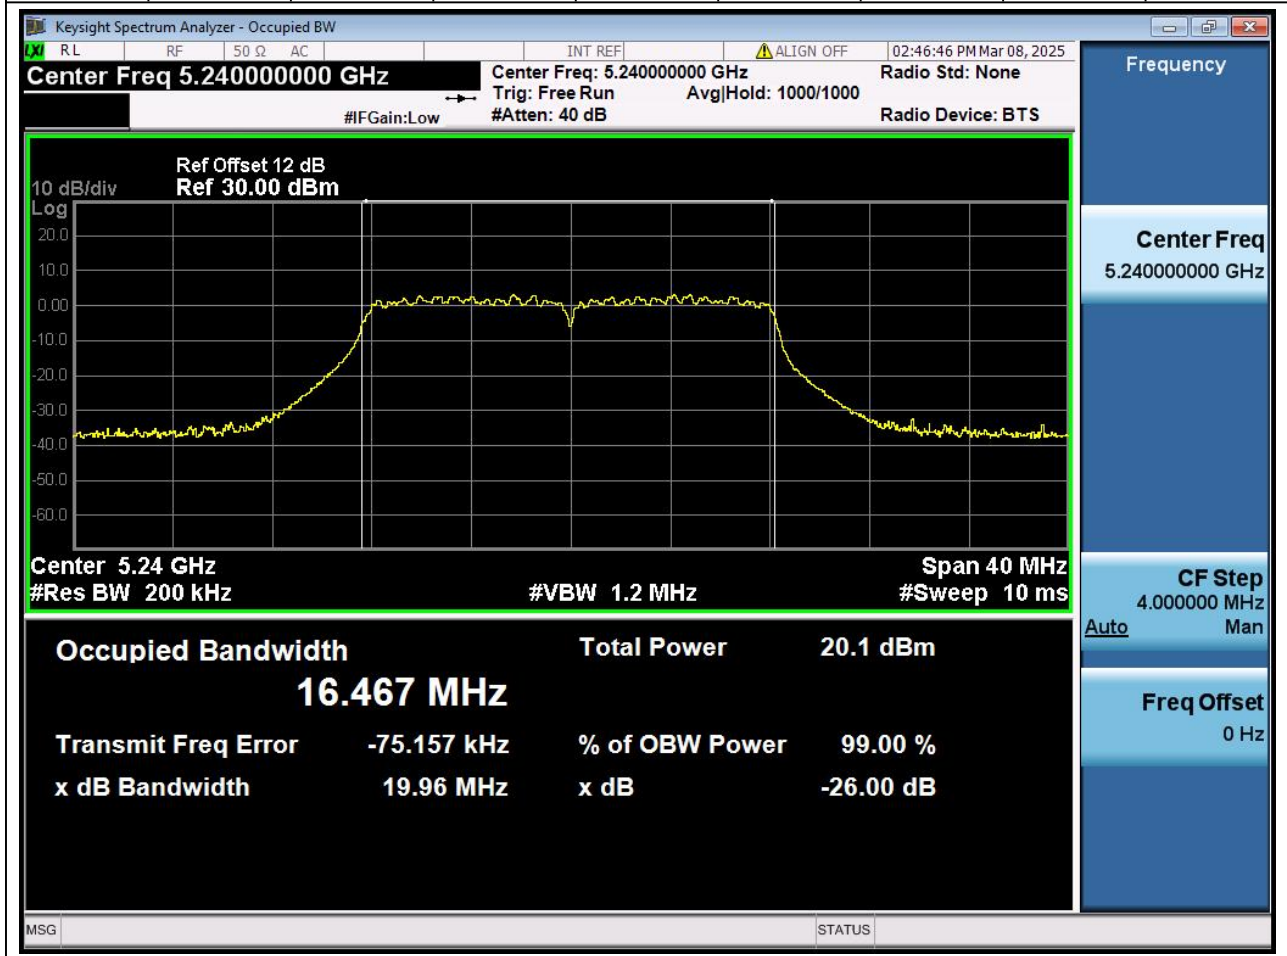 Keysight Spectrum Analyzer - Occupied BW
LXI RL RF 50 Ω AC INT REF ALIGN OFF 02:46:46 PM Mar 08, 2025
Center Freq 5.240000000 GHz
Center Freq: 5.240000000 GHz Radio Std: None
Trig: Free Run Avg|Hold: 1000/1000
#IFGain:Low #Atten: 40 dB Radio Device: BTS
Ref Offset 12 dB
10 dB/div Ref 30.00 dBm
Log
20.0
10.0
0.00
-10.0
-20.0
-30.0
-40.0
-50.0
-60.0
Center 5.24 GHz Span 40 MHz
#Res BW 200 kHz #VBW 1.2 MHz #Sweep 10 ms
Occupied Bandwidth Total Power 20.1 dBm
16.467 MHz
Transmit Freq Error -75.157 kHz % of OBW Power 99.00 %
x dB Bandwidth 19.96 MHz x dB -26.00 dB
MSG STATUS
Frequency
Center Freq
5.240000000 GHz
CF Step
4.000000 MHz
Auto Man
Freq Offset
0 Hz